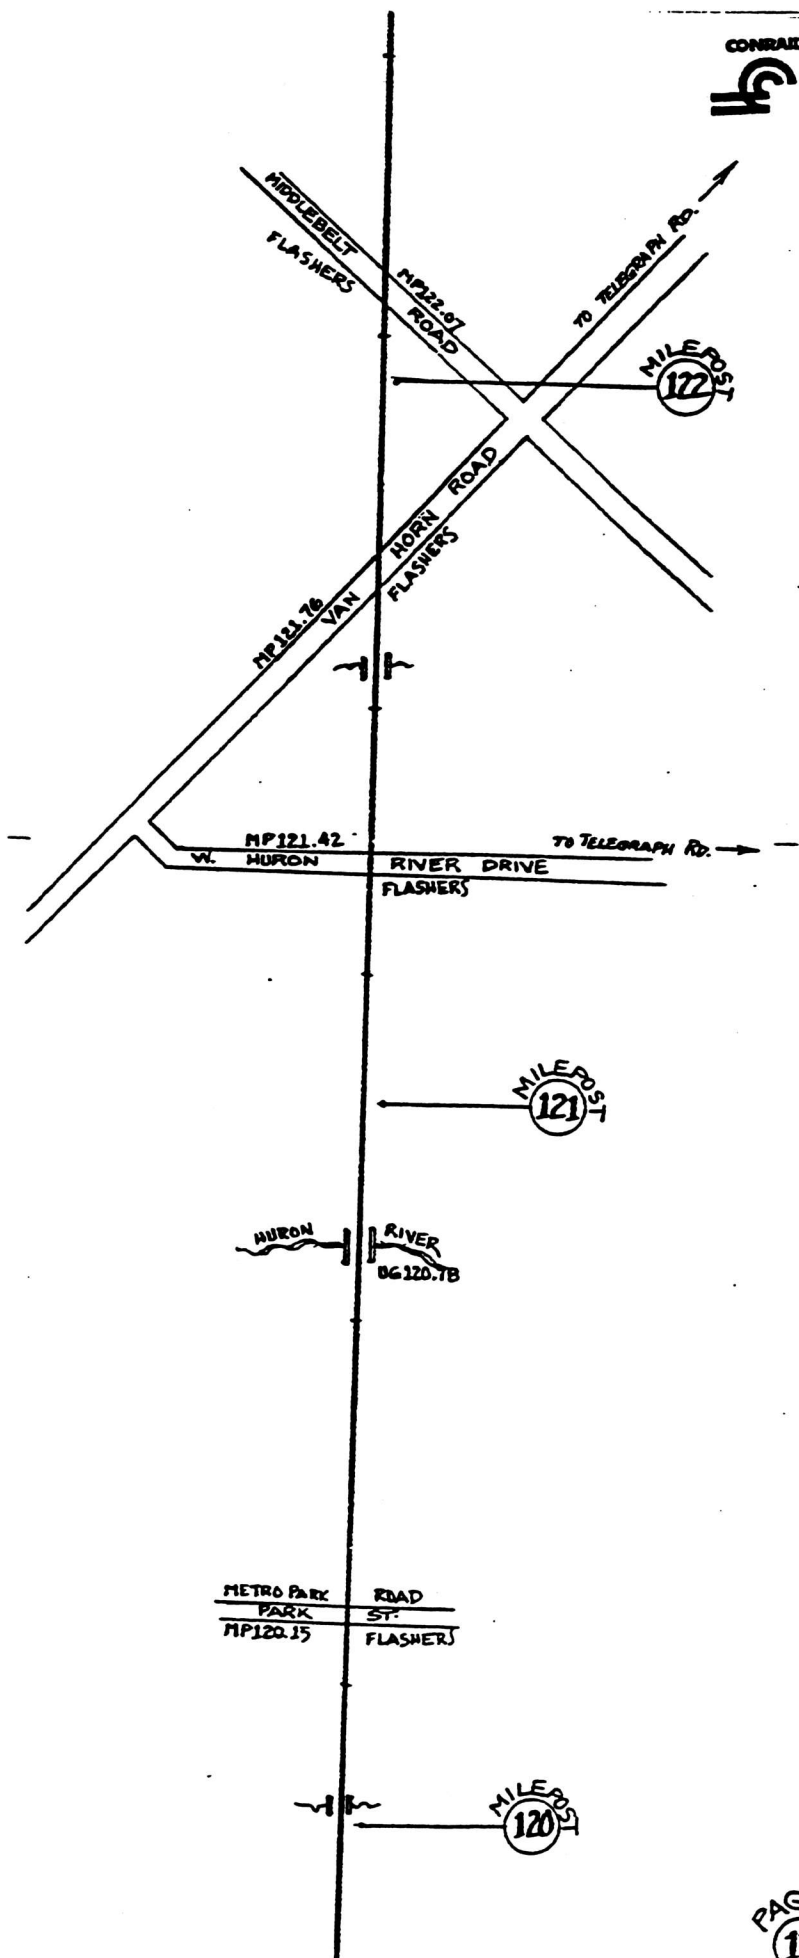 CONRAIL
MIDDLEBELT ROAD
FLASHERS
MP122.07
TO TELEGRAPH RD.
MILEPOST
122
VAN HORN ROAD
FLASHERS
MP121.76
MP121.42
TO TELEGRAPH RD.
W. HURON RIVER DRIVE
FLASHERS
MILEPOST
121
HURON RIVER
METRO PARK ROAD
PARK ST.
MP120.15 FLASHERS
MILEPOST
120